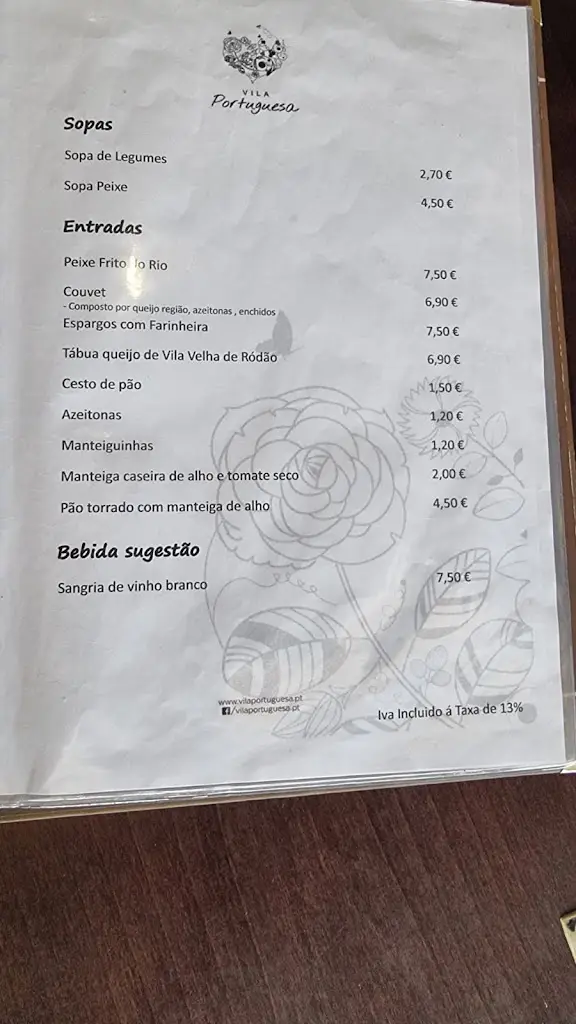 VILA
Portuguesa
Sopas
Sopa de Legumes 2,70 €
Sopa Peixe 4,50 €
Entradas
Peixe Frito do Rio 7,50 €
Couvet 6,90 €
- Composto por queijo região, azeitonas , enchidos
Espargos com Farinheira 7,50 €
Tábua queijo de Vila Velha de Ródão 6,90 €
Cesto de pão 1,50 €
Azeitonas 1,20 €
Manteiguinhas 1,20 €
Manteiga caseira de alho e tomate seco 2,00 €
Pão torrado com manteiga de alho 4,50 €
Bebida sugestão
Sangria de vinho branco 7,50 €
www.vilaportuguesa.pt
/vilaportuguesa.pt
Iva Incluido á Taxa de 13%